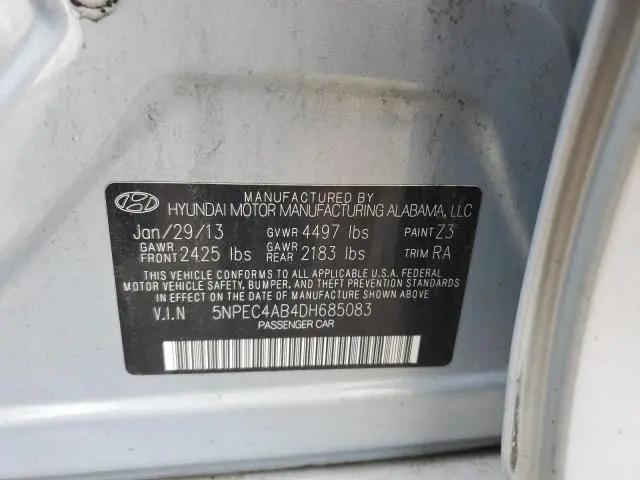 MANUFACTURED BY
HYUNDAI MOTOR MANUFACTURING ALABAMA, LLC
Jan/29/13 GVWR 4497 lbs PAINT Z3
GAWR FRONT 2425 lbs GAWR REAR 2183 lbs TRIM RA
THIS VEHICLE CONFORMS TO ALL APPLICABLE U.S.A. FEDERAL
MOTOR VEHICLE SAFETY, BUMPER, AND THEFT PREVENTION STANDARDS
IN EFFECT ON THE DATE OF MANUFACTURE SHOWN ABOVE.
V.I.N 5NPEC4AB4DH685083
PASSENGER CAR